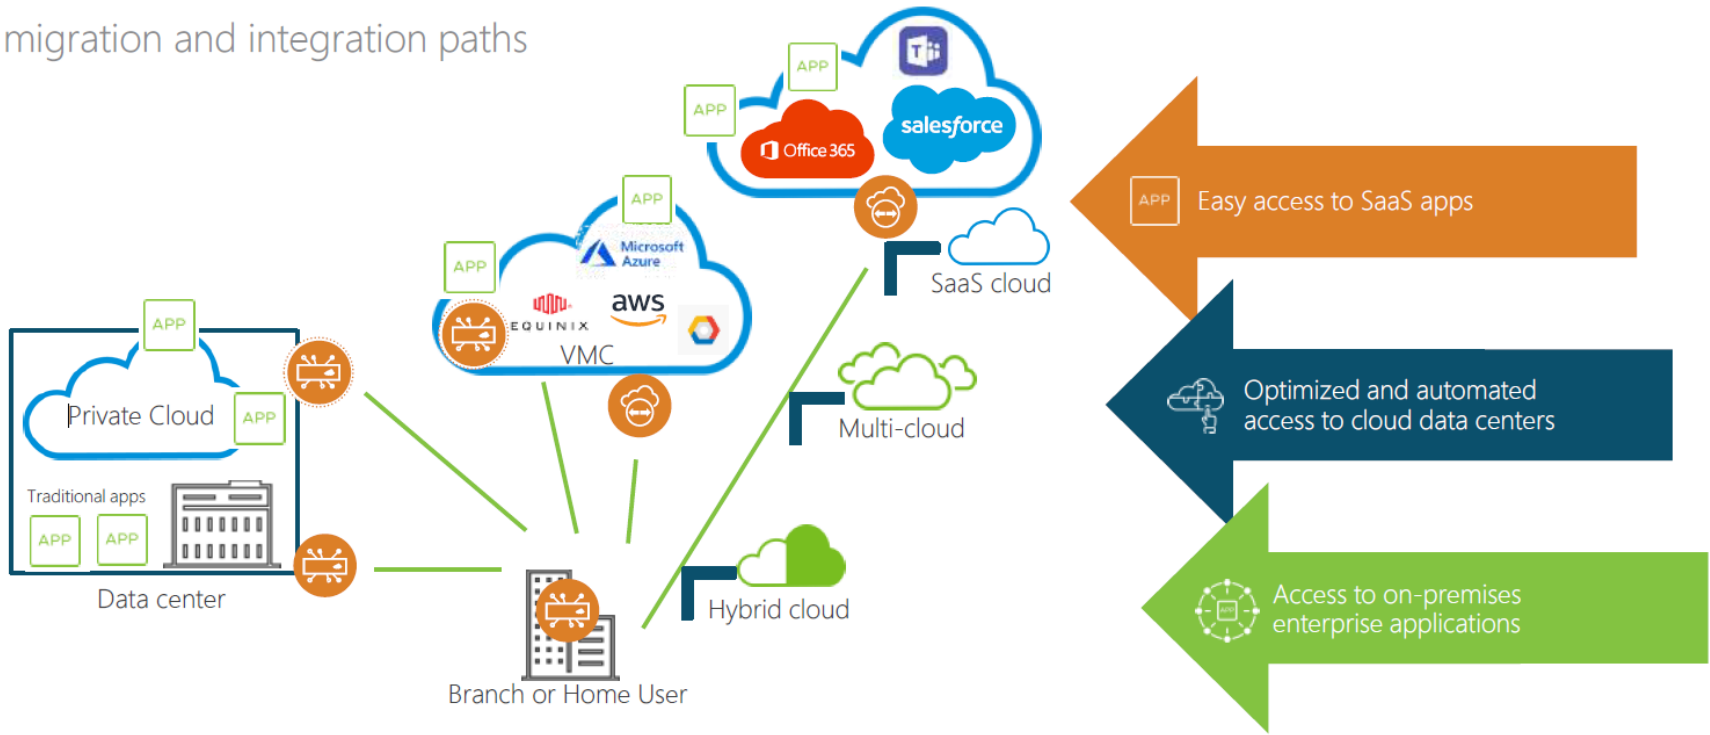 migration and integration paths
APP
APP
Office 365
salesforce
SaaS cloud
APP
APP
Microsoft
Azure
EQUINIX
aws
VMC
Multi-cloud
APP
Private Cloud
APP
Traditional apps
APP
APP
Data center
Hybrid cloud
Branch or Home User
APP
Easy access to SaaS apps
Optimized and automated
access to cloud data centers
APP
Access to on-premises
enterprise applications